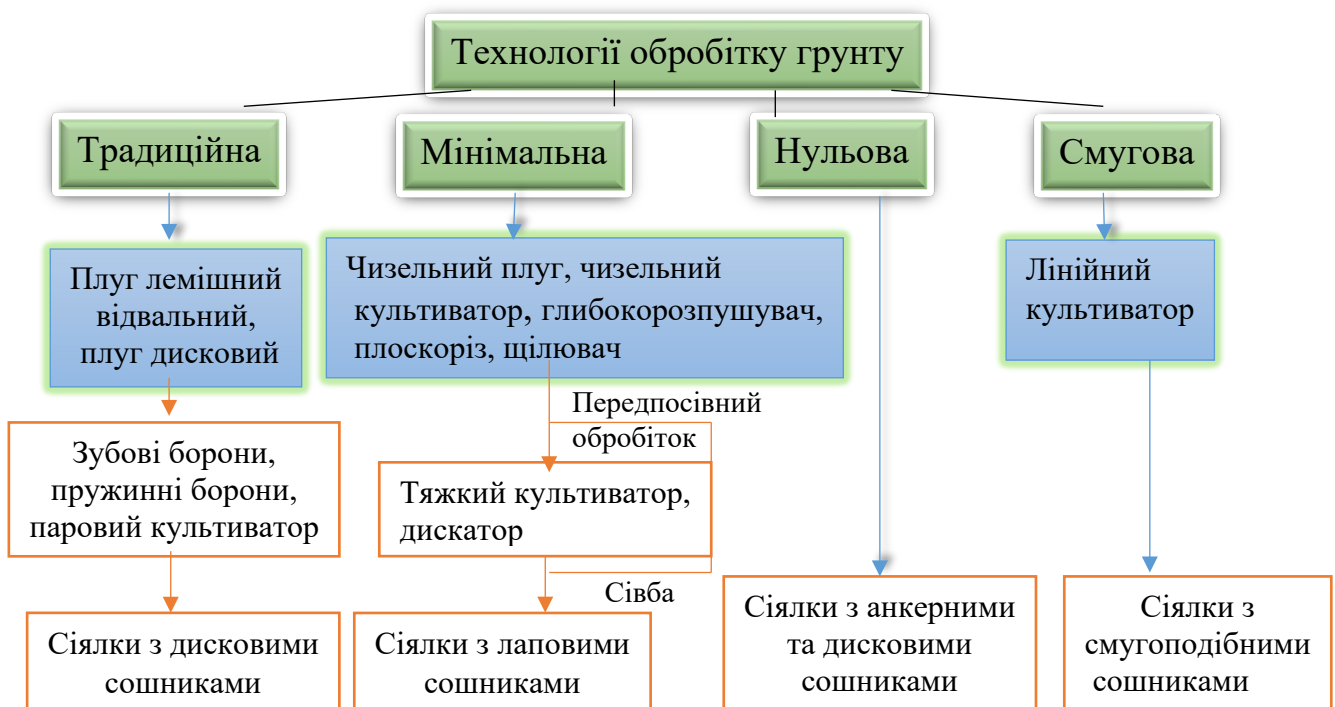 Технології обробітку грунту
Традиційна
Мінімальна
Нульова
Смугова
Плуг лемішний
відвальний,
плуг дисковий
Чизельний плуг, чизельний
культиватор, глибокорозпушувач,
плоскоріз, щілювач
Лінійний
культиватор
Передпосівний
обробіток
Зубові борони,
пружинні борони,
паровий культиватор
Тяжкий культиватор,
дискатор
Сівба
Сіялки з дисковими
сошниками
Сіялки з лаповими
сошниками
Сіялки з анкерними
та дисковими
сошниками
Сіялки з
смугоподібними
сошниками